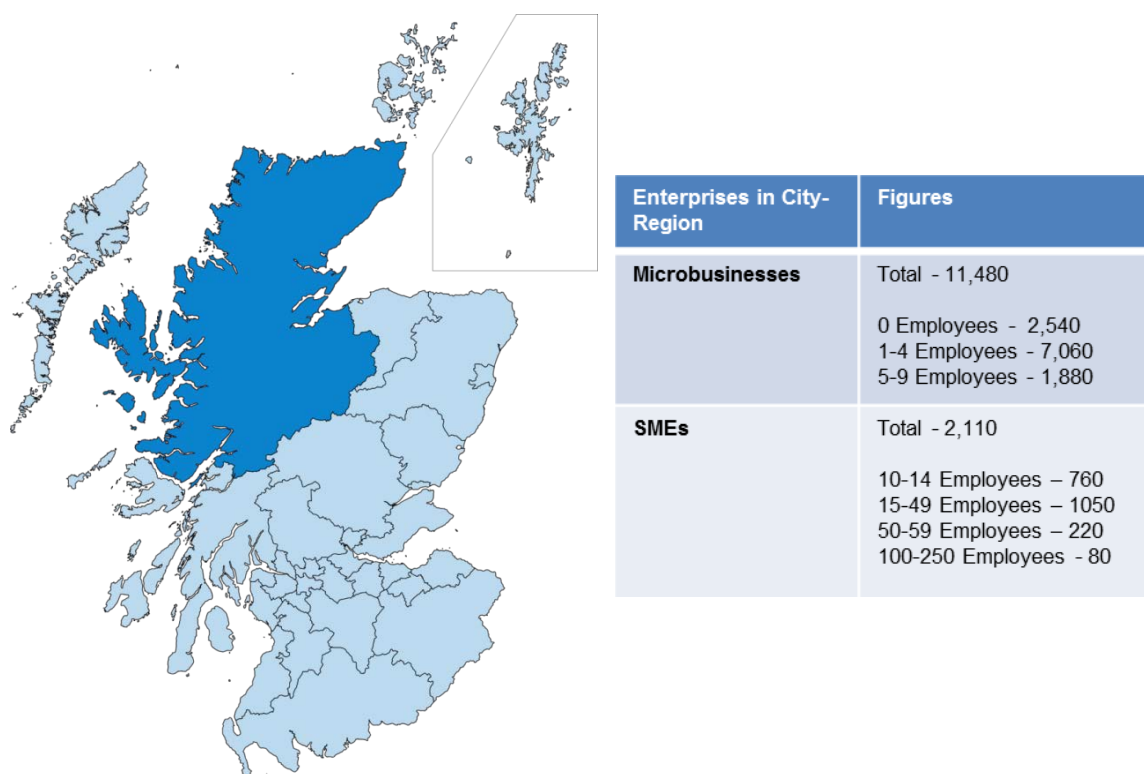 Enterprises in City-
Region
Figures
Microbusinesses
Total - 11,480
0 Employees - 2,540
1-4 Employees - 7,060
5-9 Employees - 1,880
SMEs
Total - 2,110
10-14 Employees – 760
15-49 Employees – 1050
50-59 Employees – 220
100-250 Employees - 80